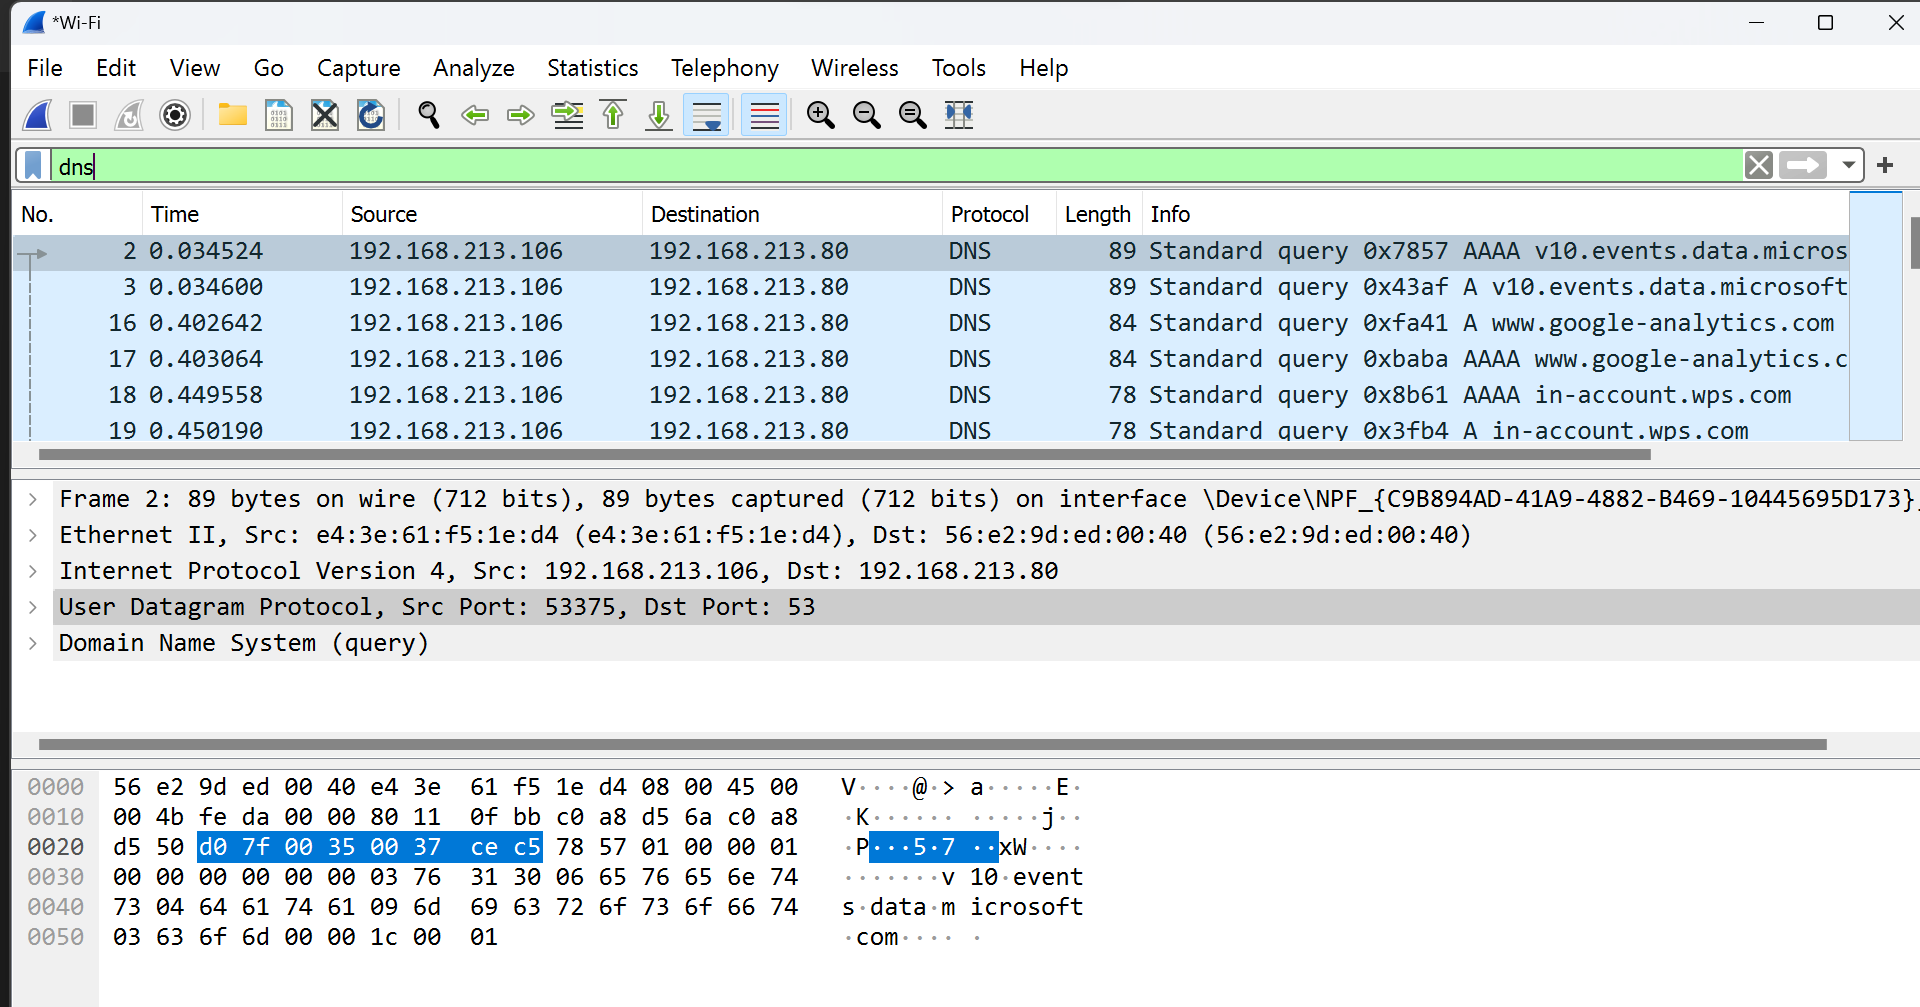 *Wi-Fi
File Edit View Go Capture Analyze Statistics Telephony Wireless Tools Help
dns
No. Time Source Destination Protocol Length Info
2 0.034524 192.168.213.106 192.168.213.80 DNS 89 Standard query 0x7857 AAAA v10.events.data.micros
3 0.034600 192.168.213.106 192.168.213.80 DNS 89 Standard query 0x43af A v10.events.data.microsoft
16 0.402642 192.168.213.106 192.168.213.80 DNS 84 Standard query 0xfa41 A www.google-analytics.com
17 0.403064 192.168.213.106 192.168.213.80 DNS 84 Standard query 0xbaba AAAA www.google-analytics.c
18 0.449558 192.168.213.106 192.168.213.80 DNS 78 Standard query 0x8b61 AAAA in-account.wps.com
19 0.450190 192.168.213.106 192.168.213.80 DNS 78 Standard query 0x3fb4 A in-account.wps.com
Frame 2: 89 bytes on wire (712 bits), 89 bytes captured (712 bits) on interface \Device\NPF_{C9B894AD-41A9-4882-B469-10445695D173},
Ethernet II, Src: e4:3e:61:f5:1e:d4 (e4:3e:61:f5:1e:d4), Dst: 56:e2:9d:ed:00:40 (56:e2:9d:ed:00:40)
Internet Protocol Version 4, Src: 192.168.213.106, Dst: 192.168.213.80
User Datagram Protocol, Src Port: 53375, Dst Port: 53
Domain Name System (query)
0000 56 e2 9d ed 00 40 e4 3e 61 f5 1e d4 08 00 45 00 V····@·> a·····E·
0010 00 4b fe da 00 00 80 11 0f bb c0 a8 d5 6a c0 a8 ·K······ ·····j··
0020 d5 50 d0 7f 00 35 00 37 ce c5 78 57 01 00 00 01 ·P···5·7 ··xW····
0030 00 00 00 00 00 00 03 76 31 30 06 65 76 65 6e 74 ·······v 10·event
0040 73 04 64 61 74 61 09 6d 69 63 72 6f 73 6f 66 74 s·data·m icrosoft
0050 03 63 6f 6d 00 00 1c 00 01 ·com···· ·